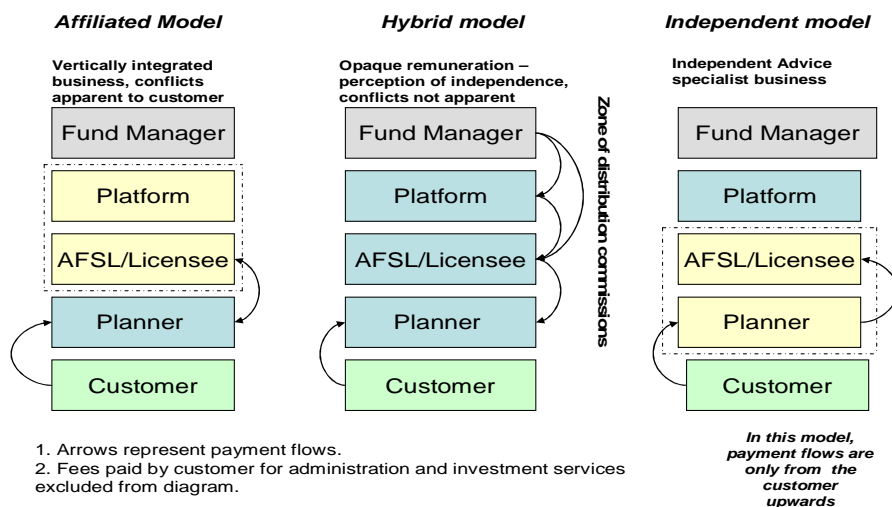 Affiliated Model
Vertically integrated
business, conflicts
apparent to customer
Fund Manager
Platform
AFSL/Licensee
Planner
Customer
Hybrid model
Opaque remuneration –
perception of independence,
conflicts not apparent
Fund Manager
Platform
AFSL/Licensee
Planner
Customer
Zone of distribution commissions
Independent model
Independent Advice
specialist business
Fund Manager
Platform
AFSL/Licensee
Planner
Customer
1. Arrows represent payment flows.
2. Fees paid by customer for administration and investment services
excluded from diagram.
In this model,
payment flows are
only from the
customer
upwards